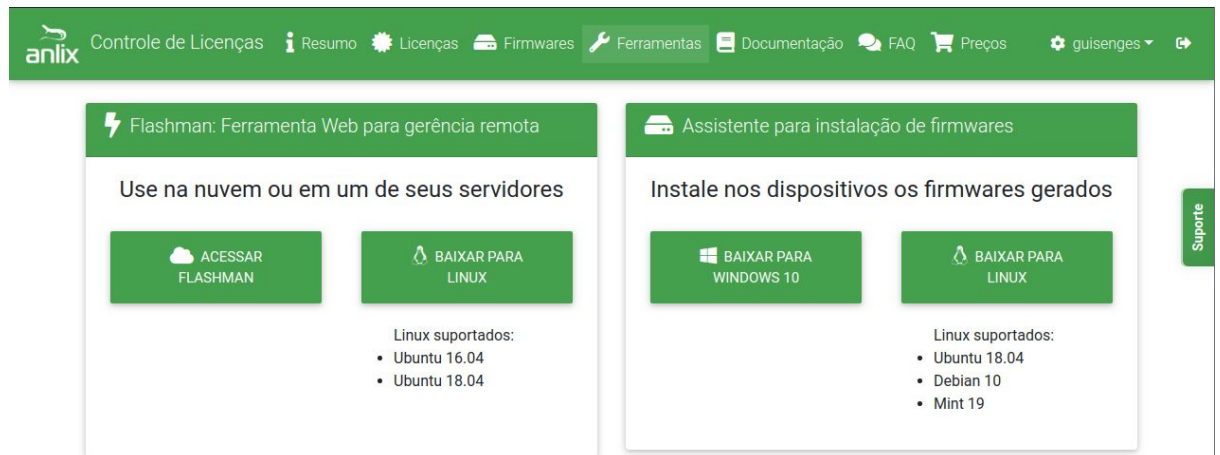 anlix Controle de Licenças Resumo Licenças Firmwares Ferramentas Documentação FAQ Preços guisenges
Flashman: Ferramenta Web para gerência remota
Use na nuvem ou em um de seus servidores
ACESSAR
FLASHMAN
BAIXAR PARA
LINUX
Linux suportados:
• Ubuntu 16.04
• Ubuntu 18.04
Assistente para instalação de firmwares
Instale nos dispositivos os firmwares gerados
BAIXAR PARA
WINDOWS 10
BAIXAR PARA
LINUX
Linux suportados:
• Ubuntu 18.04
• Debian 10
• Mint 19
Suporte